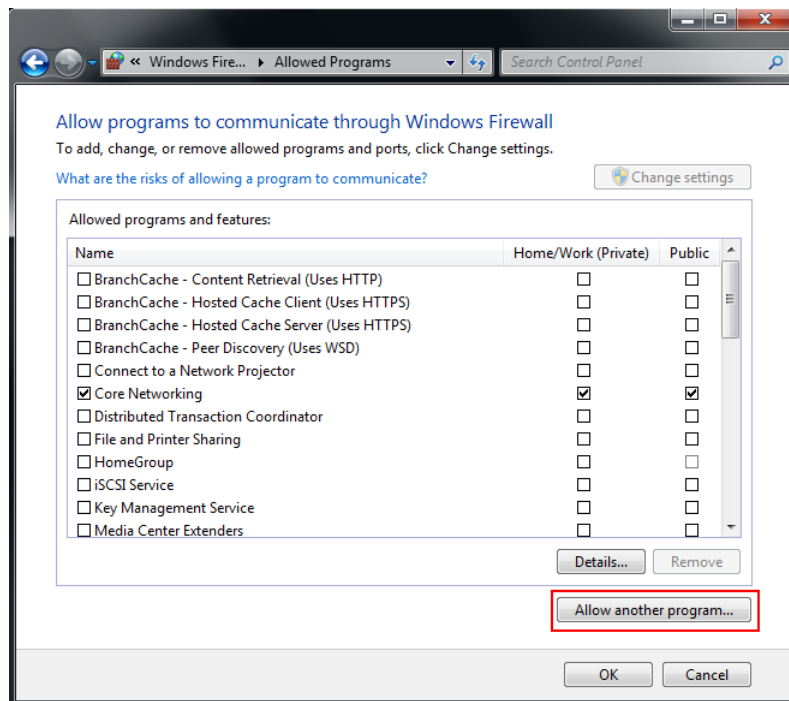 « Windows Fire... ▸ Allowed Programs
Search Control Panel
Allow programs to communicate through Windows Firewall
To add, change, or remove allowed programs and ports, click Change settings.
What are the risks of allowing a program to communicate?
Change settings
Allowed programs and features:
Name Home/Work (Private) Public
BranchCache - Content Retrieval (Uses HTTP)
BranchCache - Hosted Cache Client (Uses HTTPS)
BranchCache - Hosted Cache Server (Uses HTTPS)
BranchCache - Peer Discovery (Uses WSD)
Connect to a Network Projector
Core Networking
Distributed Transaction Coordinator
File and Printer Sharing
HomeGroup
iSCSI Service
Key Management Service
Media Center Extenders
Details... Remove
Allow another program...
OK Cancel